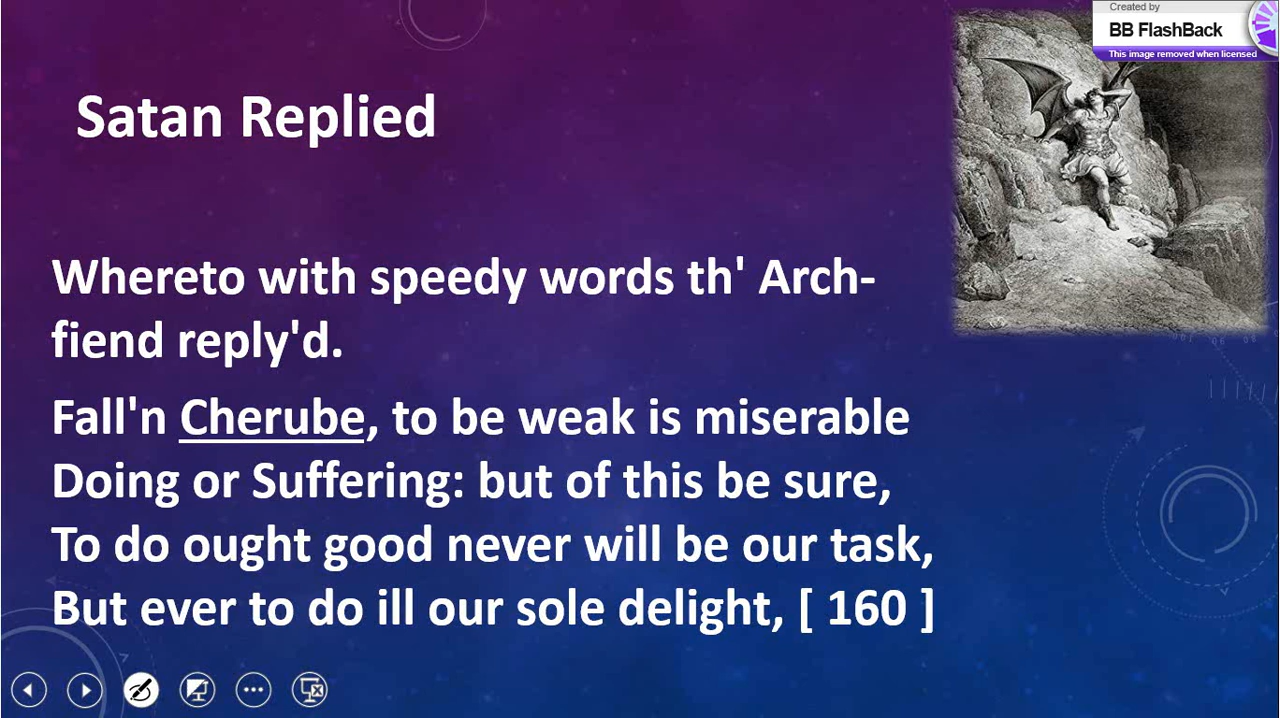 Created by
BB FlashBack
This image removed when licensed
Satan Replied
Whereto with speedy words th' Arch-
fiend reply'd.
Fall'n Cherube, to be weak is miserable
Doing or Suffering: but of this be sure,
To do ought good never will be our task,
But ever to do ill our sole delight, [ 160 ]